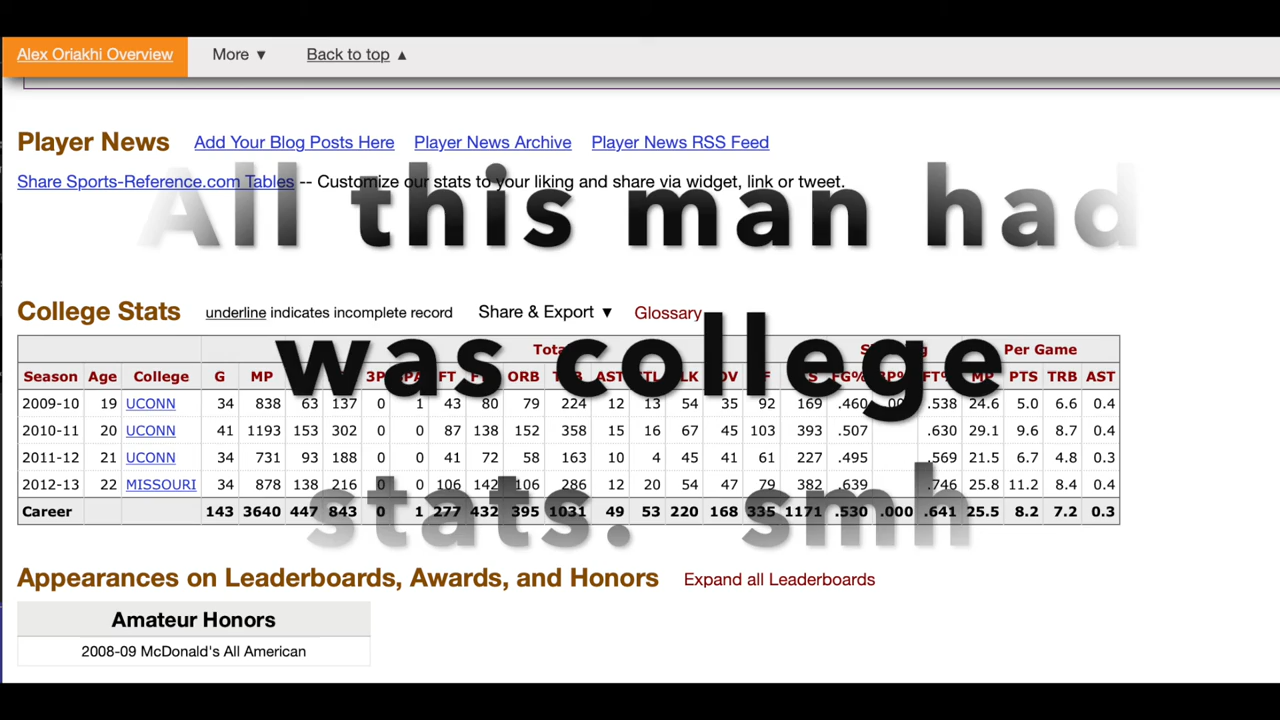 Alex Oriakhi Overview More ▼ Back to top ▲
Player News Add Your Blog Posts Here Player News Archive Player News RSS Feed
Share Sports-Reference.com Tables -- Customize our stats to your liking and share via widget, link or tweet.
All this man had
College Stats underline indicates incomplete record Share & Export ▼ Glossary
Per Game
was college
Season Age College G MP 3P FT ORB AST MP PTS TRB AST
2009-10 19 UCONN 34 838 63 137 0 1 43 80 79 224 12 13 54 35 92 169 .460 .538 24.6 5.0 6.6 0.4
2010-11 20 UCONN 41 1193 153 302 0 0 87 138 152 358 15 16 67 45 103 393 .507 .630 29.1 9.6 8.7 0.4
2011-12 21 UCONN 34 731 93 188 0 0 41 72 58 163 10 4 45 41 61 227 .495 .569 21.5 6.7 4.8 0.3
2012-13 22 MISSOURI 34 878 138 216 0 0 106 142 106 286 12 20 54 47 79 382 .639 .746 25.8 11.2 8.4 0.4
Career 143 3640 447 843 0 1 277 432 395 1031 49 53 220 168 335 1171 .530 .000 .641 25.5 8.2 7.2 0.3
stats. smh
Appearances on Leaderboards, Awards, and Honors Expand all Leaderboards
Amateur Honors
2008-09 McDonald's All American